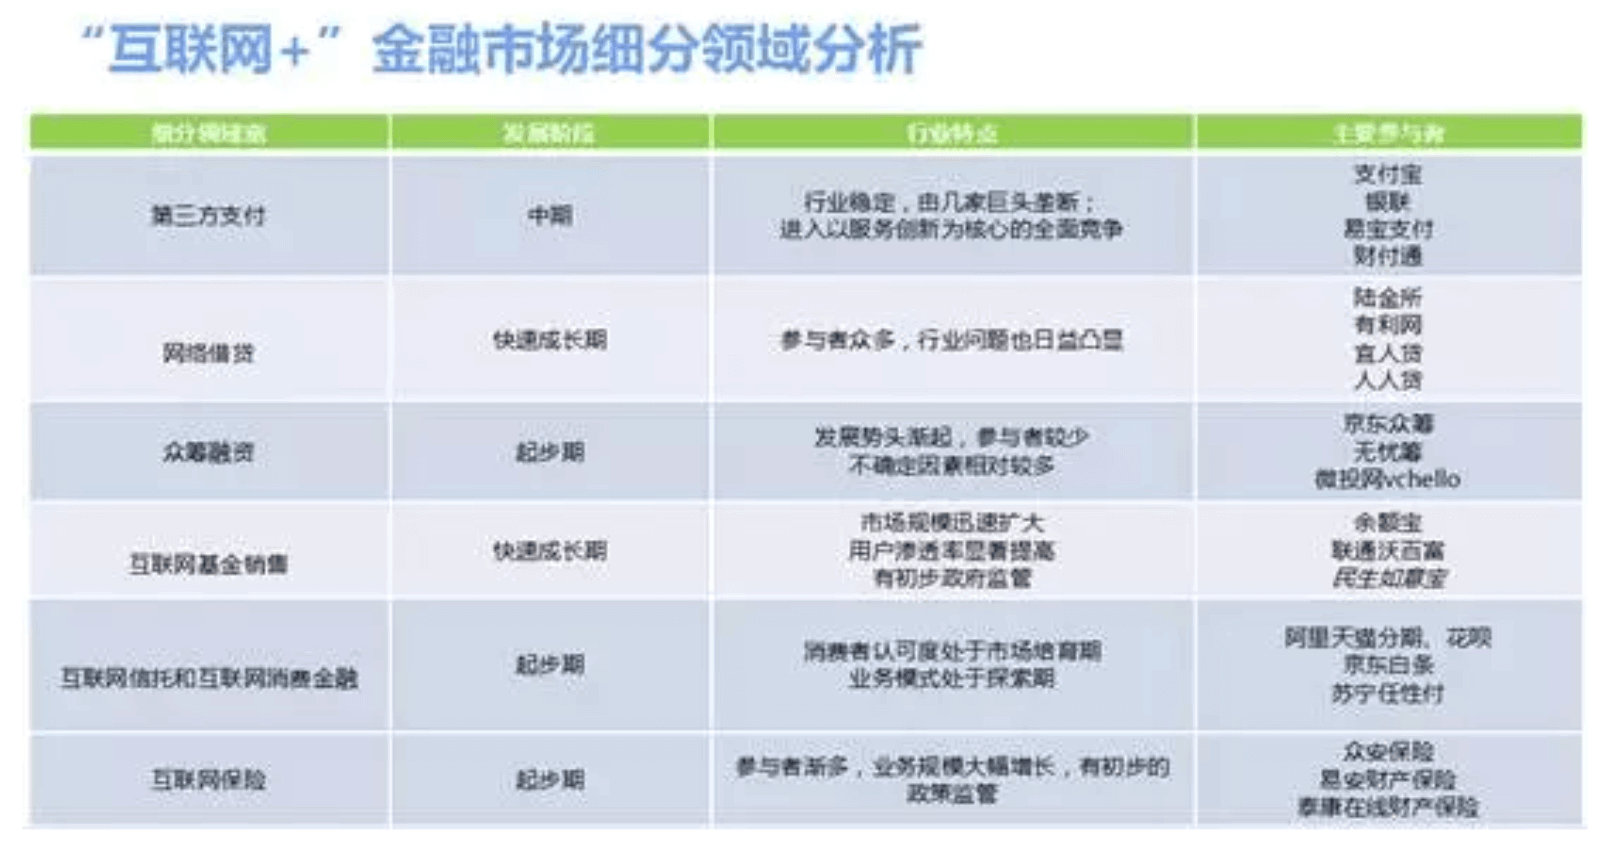 “互联网+”金融市场细分领域分析
细分领域 发展阶段 行业特点 主要参与者
第三方支付
中期
行业稳定，由几家巨头垄断；
进入以服务创新为核心的全面竞争
支付宝
银联
易宝支付
财付通
网络借贷
快速成长期
参与者众多，行业问题也日益凸显
陆金所
有利网
宜人贷
人人贷
众筹融资
起步期
发展势头渐起，参与者较少
不确定因素相对较多
京东众筹
无忧筹
微投网vchello
互联网基金销售
快速成长期
市场规模迅速扩大
用户渗透率显著提高
有初步政府监管
余额宝
联通沃百富
民生如意宝
互联网信托和互联网消费金融
起步期
消费者认可度处于市场培育期
业务模式处于探索期
阿里天猫分期、花呗
京东白条
苏宁任性付
互联网保险
起步期
参与者渐多，业务规模大幅增长，有初步的
政策监管
众安保险
易安财产保险
泰康在线财产保险